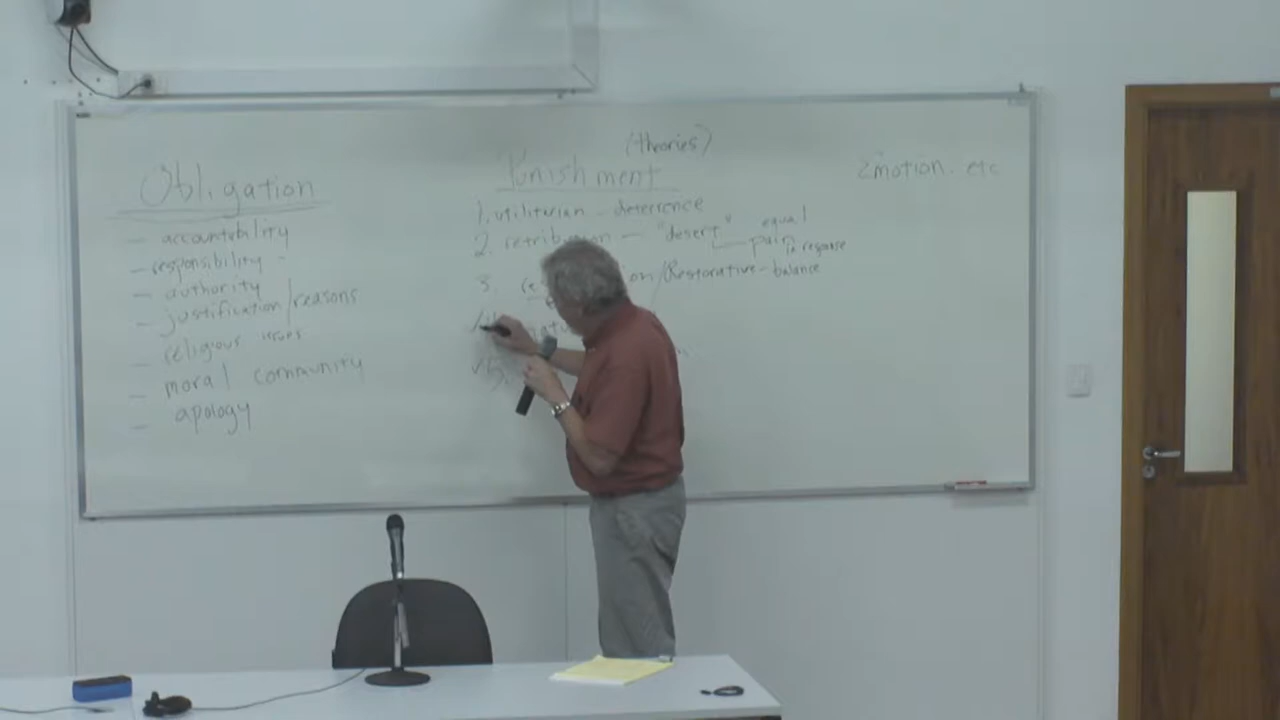 Obligation
– accountability
– responsibility –
– authority
– justification/reasons
– religious issues
– moral community
– apology
(theories)
Punishment
1. utilitarian – deterrence
2. retribution – "desert" equal
pain in response
3. /Restorative – balance
emotion. etc